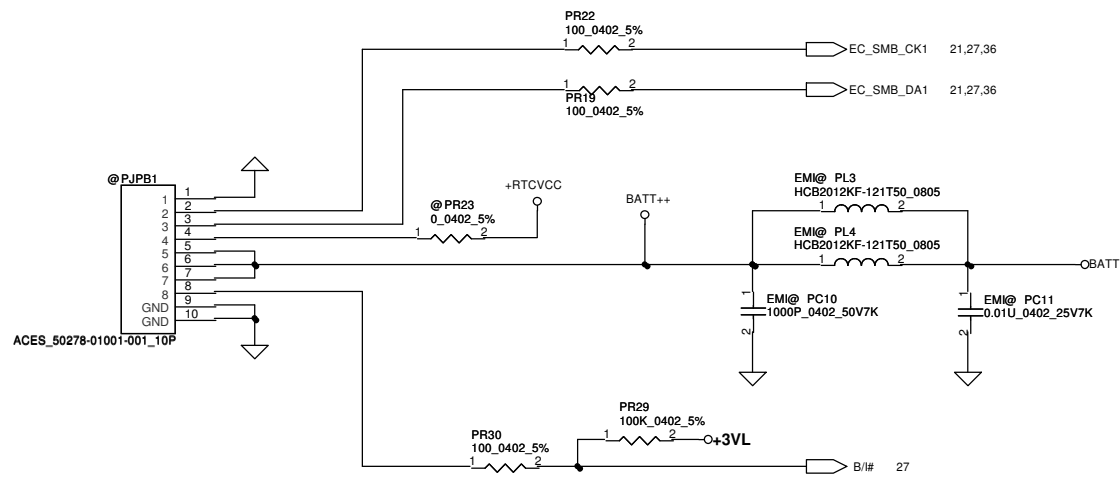 PR22
100_0402_5%
1 2
EC_SMB_CK1 21,27,36
1 2
EC_SMB_DA1 21,27,36
PR19
100_0402_5%
@PJPB1
1 1
2 2
3 3
4 4
5 5
6 6
7 7
8 8
GND 9
GND 10
ACES_50278-01001-001_10P
@PR23
0_0402_5%
1 2
+RTCVCC
BATT++
EMI@ PL3
HCB2012KF-121T50_0805
1 2
EMI@ PL4
HCB2012KF-121T50_0805
1 2
BATT
1
2
EMI@ PC10
1000P_0402_50V7K
1
2
EMI@ PC11
0.01U_0402_25V7K
PR29
100K_0402_5%
1 2
+3VL
PR30
100_0402_5%
1 2
B/I# 27